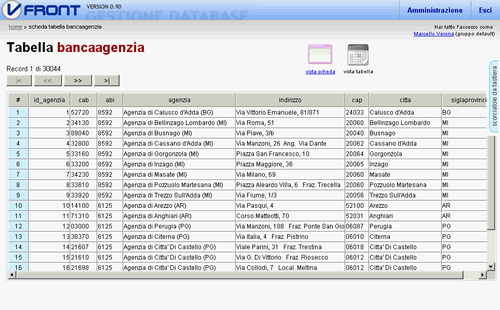 VFRONT VERSION 0.90
GESTIONE DATABASE
Amministrazione Esci
home » scheda tabella bancaagenzia
Hai fatto l'accesso come
Marcello Verona (gruppo:default)
Tabella bancaagenzia
Record 1 di 30044
|< << >> >|
vista scheda vista tabella
scorciatoie da tastiera
# id_agenzia cab abi agenzia indirizzo cap citta siglaprovinci
1 1 52720 8592 Agenzia di Calusco d'Adda (BG) Via Vittorio Emanuele, 81/871 24033 Calusco d'Adda BG
2 2 34130 8592 Agenzia di Bellinzago Lombardo (MI) Via Roma, 51 20060 Bellinzago Lombardo MI
3 3 89040 8592 Agenzia di Busnago (MI) Via Piave, 3/b 20040 Busnago MI
4 4 32800 8592 Agenzia di Cassano d'Adda (MI) Via Manzoni, 26 Ang. Via Dante 20062 Cassano d'Adda MI
5 5 33160 8592 Agenzia di Gorgonzola (MI) Piazza San Francesco, 10 20064 Gorgonzola MI
6 6 33200 8592 Agenzia di Inzago (MI) Piazza Maggiore, 36 20065 Inzago MI
7 7 34230 8592 Agenzia di Masate (MI) Via Milano, 69 20060 Masate MI
8 8 33610 8592 Agenzia di Pozzuolo Martesana (MI) Piazza Aleardo Villa, 6 Fraz. Trecella 20060 Pozzuolo Martesana MI
9 9 33920 8592 Agenzia di Trezzo Sull'Adda (MI) Via Fiume, 1/3 20056 Trezzo Sull'Adda MI
10 10 14100 6125 Agenzia di Arezzo (AR) Via Pasqui, 4 52100 Arezzo AR
11 11 71310 6125 Agenzia di Anghiari (AR) Corso Matteotti, 70 52031 Anghiari AR
12 12 03000 6125 Agenzia di Perugia (PG) Via Manzoni, 188 Fraz. Ponte San Gio 06087 Perugia PG
13 13 38370 6125 Agenzia di Citerna (PG) Via Italia, 4 Fraz. Pistrino 06010 Citerna PG
14 14 21607 6125 Agenzia di Citta' Di Castello (PG) Viale Parini, 31 Fraz. Trestina 06018 Citta' Di Castello PG
15 15 21610 6125 Agenzia di Citta' Di Castello (PG) Via G. Di Vittorio Fraz. Riosecco 06012 Citta' Di Castello PG
16 16 21698 6125 Agenzia di Citta' Di Castello (PG) Via Collodi, 7 Local. Meltina 06012 Citta' Di Castello PG